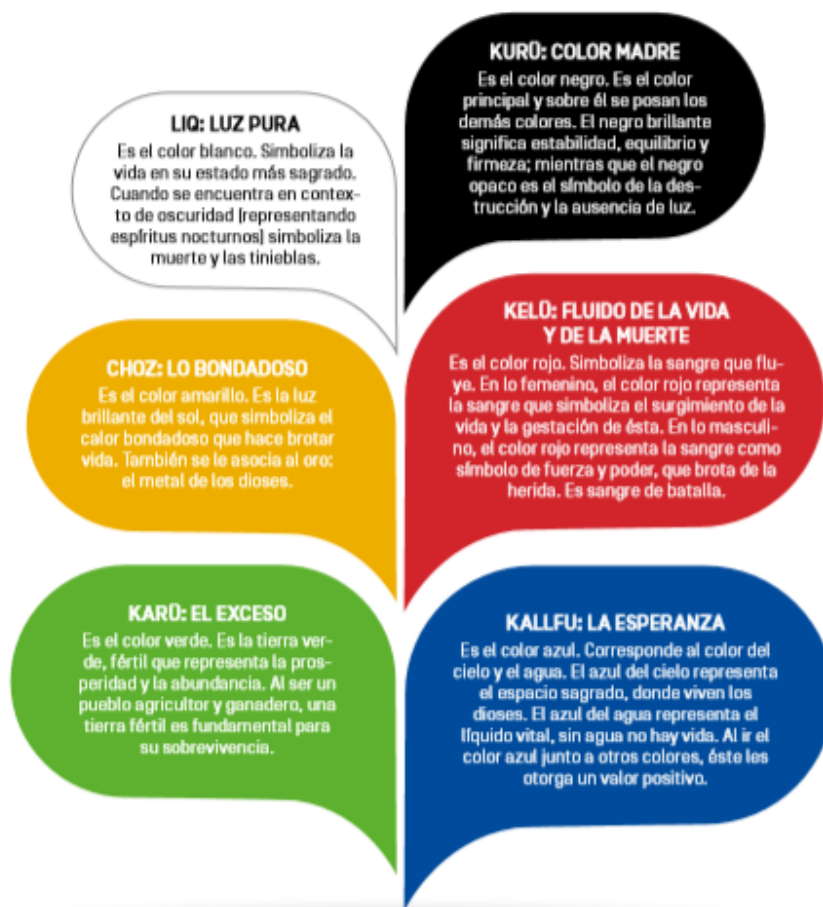 LIQ: LUZ PURA
Es el color blanco. Simboliza la
vida en su estado más sagrado.
Cuando se encuentra en contex-
to de oscuridad (representando
espíritus nocturnos) simboliza la
muerte y las tinieblas.
KURÜ: COLOR MADRE
Es el color negro. Es el color
principal y sobre él se posan los
demás colores. El negro brillante
significa estabilidad, equilibrio y
firmeza; mientras que el negro
opaco es el símbolo de la des-
trucción y la ausencia de luz.
CHOZ: LO BONDADOSO
Es el color amarillo. Es la luz
brillante del sol, que simboliza el
calor bondadoso que hace brotar
vida. También se le asocia al oro:
el metal de los dioses.
KELÜ: FLUIDO DE LA VIDA
Y DE LA MUERTE
Es el color rojo. Simboliza la sangre que flu-
ye. En lo femenino, el color rojo representa
la sangre que simboliza el surgimiento de la
vida y la gestación de ésta. En lo masculi-
no, el color rojo representa la sangre como
símbolo de fuerza y poder, que brota de la
herida. Es sangre de batalla.
KARÜ: EL EXCESO
Es el color verde. Es la tierra ver-
de, fértil que representa la pros-
peridad y la abundancia. Al ser un
pueblo agricultor y ganadero, una
tierra fértil es fundamental para
su sobrevivencia.
KALLFU: LA ESPERANZA
Es el color azul. Corresponde al color del
cielo y el agua. El azul del cielo representa
el espacio sagrado, donde viven los
dioses. El azul del agua representa el
líquido vital, sin agua no hay vida. Al ir el
color azul junto a otros colores, éste les
otorga un valor positivo.